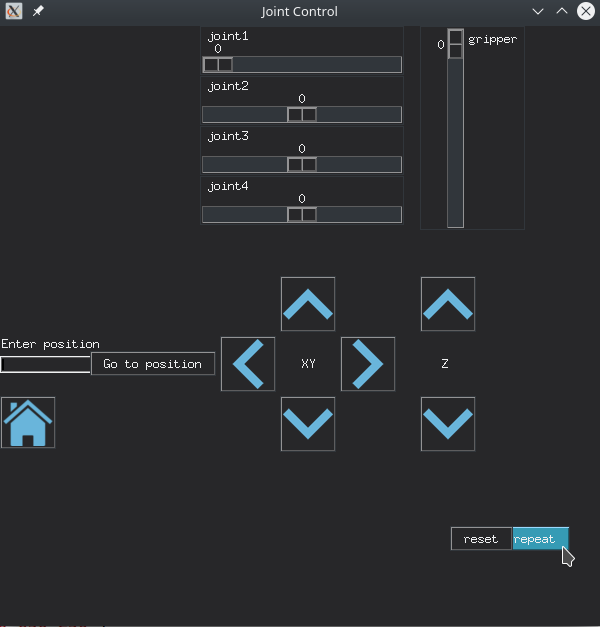 Joint Control
joint1
0
0 gripper
joint2
0
joint3
0
joint4
0
Enter position
Go to position
XY
Z
reset
repeat